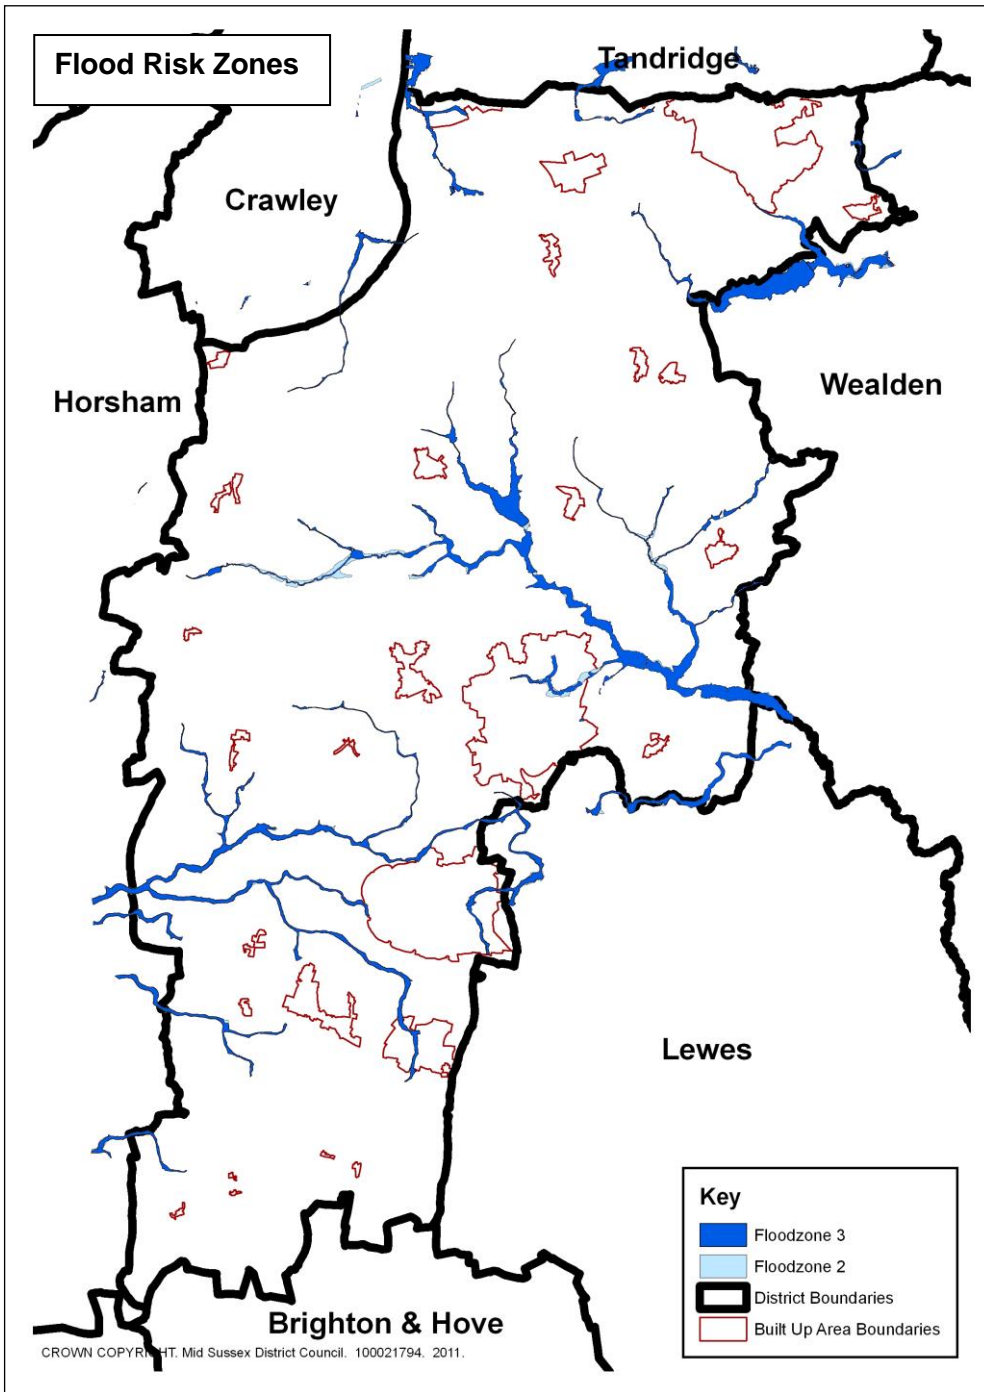 Flood Risk Zones
Tandridge
Crawley
Horsham
Wealden
Lewes
Key
Floodzone 3
Floodzone 2
District Boundaries
Built Up Area Boundaries
Brighton & Hove
CROWN COPYRIGHT. Mid Sussex District Council. 100021794. 2011.